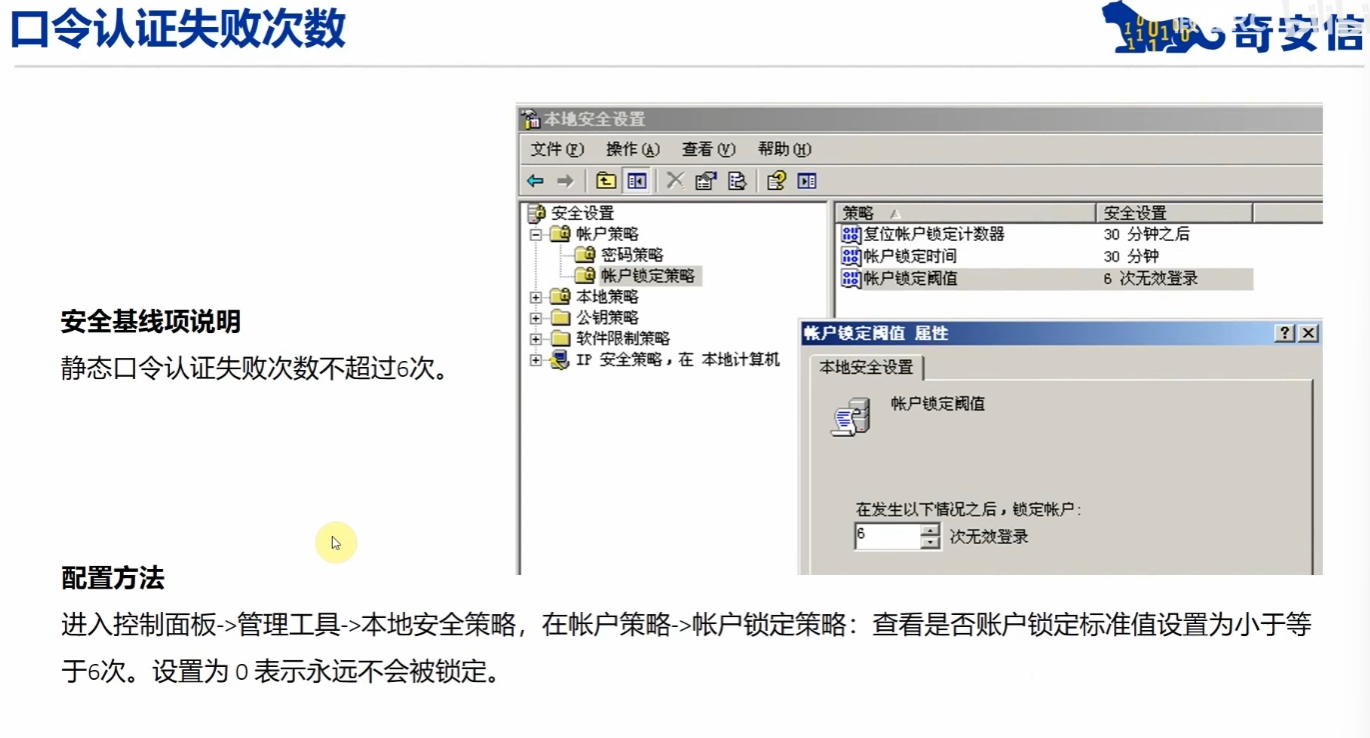 口令认证失败次数
奇安信
本地安全设置
文件(F) 操作(A) 查看(V) 帮助(H)
安全设置
帐户策略
密码策略
帐户锁定策略
本地策略
公钥策略
软件限制策略
IP 安全策略，在 本地计算机
策略 安全设置
复位帐户锁定计数器 30 分钟之后
帐户锁定时间 30 分钟
帐户锁定阈值 6 次无效登录
帐户锁定阈值 属性
本地安全设置
帐户锁定阈值
在发生以下情况之后，锁定帐户:
6 次无效登录
安全基线项说明
静态口令认证失败次数不超过6次。
配置方法
进入控制面板->管理工具->本地安全策略，在帐户策略->帐户锁定策略：查看是否账户锁定标准值设置为小于等
于6次。设置为 0 表示永远不会被锁定。